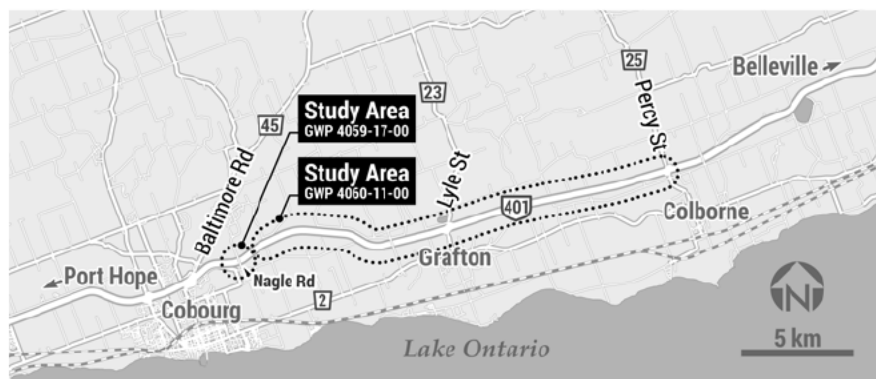 25
Belleville
23
Percy St
Study Area
GWP 4059-17-00
45
Study Area
GWP 4060-11-00
Baltimore Rd
Lyle St
401
Colborne
Grafton
Port Hope
Nagle Rd
2
Cobourg
N
5 km
Lake Ontario